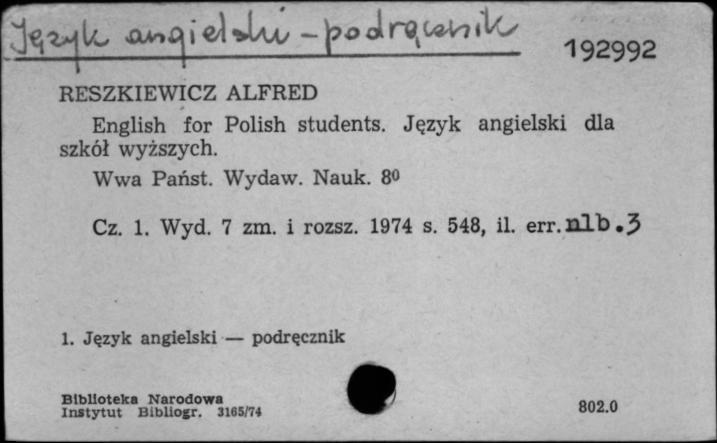 Język angielski – podręcznik
192992
RESZKIEWICZ ALFRED
English for Polish students. Język angielski dla
szkół wyższych.
Wwa Państ. Wydaw. Nauk. 8⁰
Cz. 1. Wyd. 7 zm. i rozsz. 1974 s. 548, il. err. nlb.3
1. Język angielski — podręcznik
Biblioteka Narodowa
Instytut Bibliogr. 3165/74
802.0